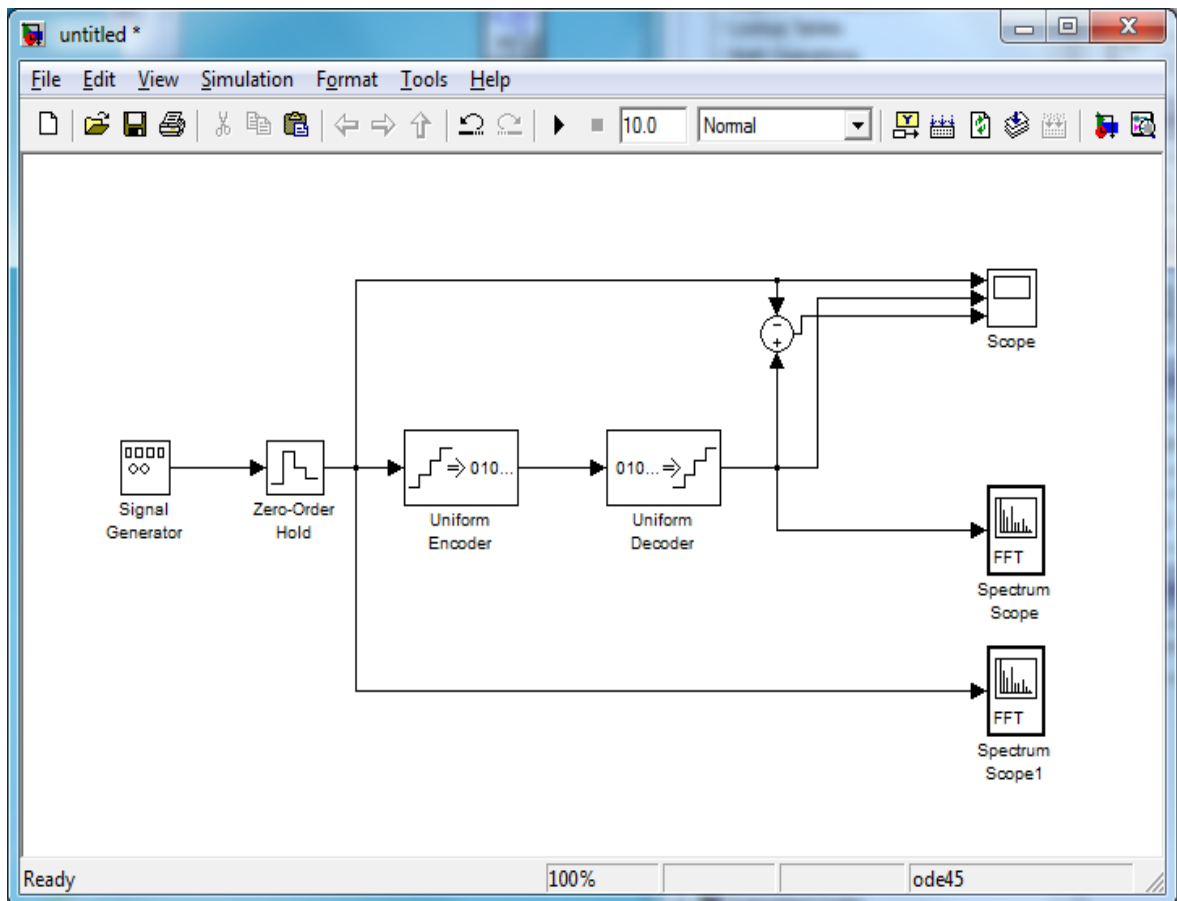 untitled *
File Edit View Simulation Format Tools Help
10.0 Normal
Scope
010...
010...
Signal
Generator
Zero-Order
Hold
Uniform
Encoder
Uniform
Decoder
FFT
Spectrum
Scope
FFT
Spectrum
Scope1
Ready 100% ode45